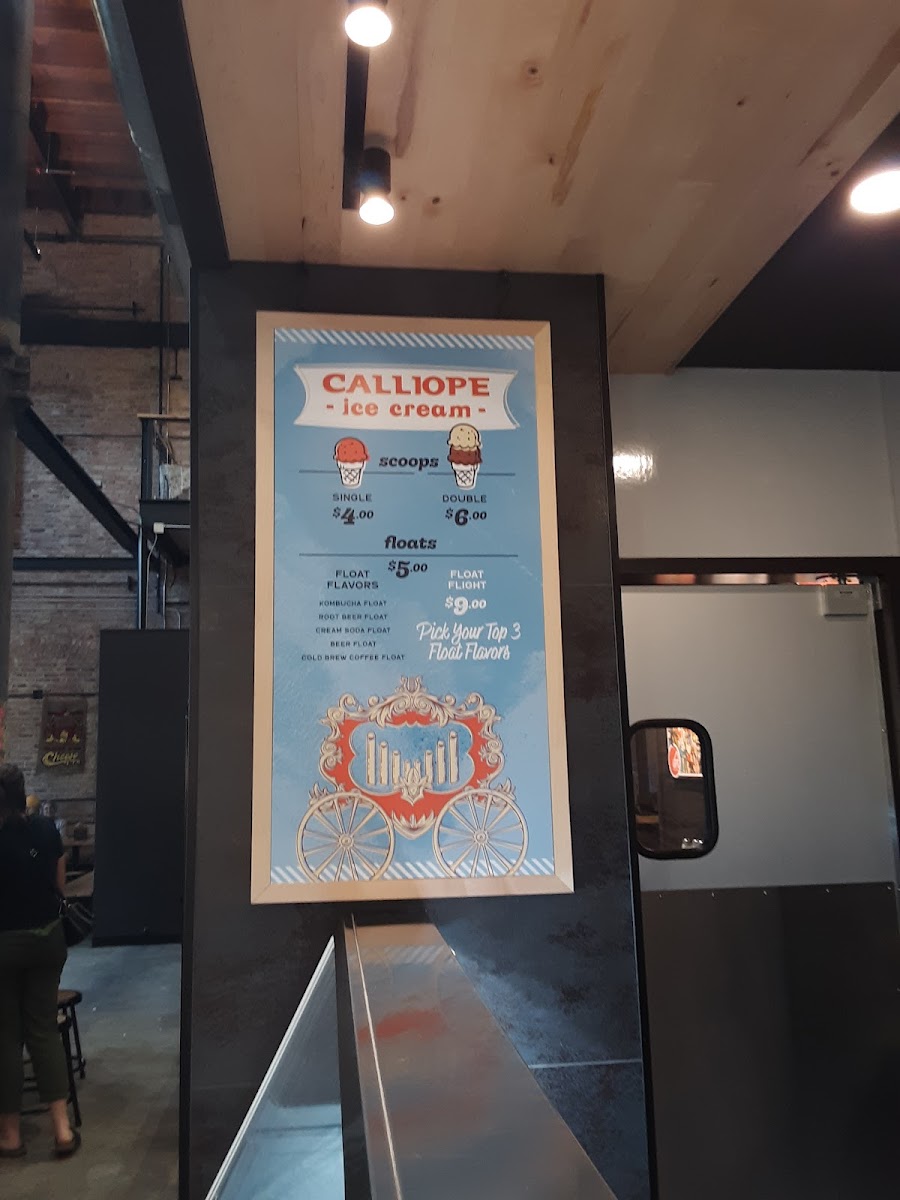 CALLIOPE
- ice cream -
scoops
SINGLE
$4.00
DOUBLE
$6.00
floats
$5.00
FLOAT
FLAVORS
KOMBUCHA FLOAT
ROOT BEER FLOAT
CREAM SODA FLOAT
BEER FLOAT
COLD BREW COFFEE FLOAT
FLOAT
FLIGHT
$9.00
Pick Your Top 3
Float Flavors